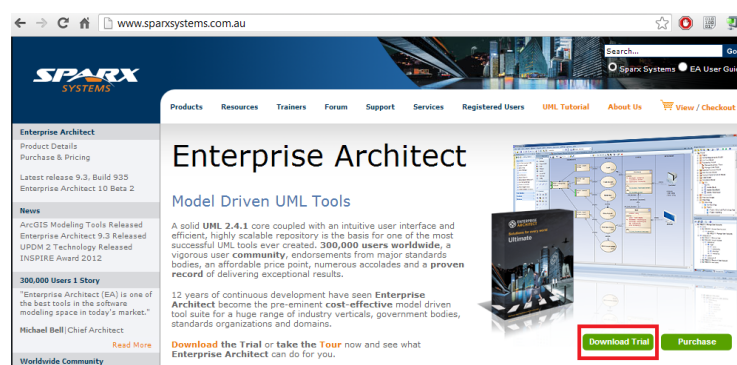 www.sparxsystems.com.au
SPARX
SYSTEMS
Search...
Go
Sparx Systems EA User Guid
Products Resources Trainers Forum Support Services Registered Users UML Tutorial About Us View / Checkout
Enterprise Architect
Product Details
Purchase & Pricing
Latest release 9.3, Build 935
Enterprise Architect 10 Beta 2
News
ArcGIS Modeling Tools Released
Enterprise Architect 9.3 Released
UPDM 2 Technology Released
INSPIRE Award 2012
300,000 Users 1 Story
"Enterprise Architect (EA) is one of
the best tools in the software
modeling space in today's market."
Michael Bell|Chief Architect
Read More
Worldwide Community
Enterprise Architect
Model Driven UML Tools
A solid UML 2.4.1 core coupled with an intuitive user interface and
efficient, highly scalable repository is the basis for one of the most
successful UML tools ever created. 300,000 users worldwide, a
vigorous user community, endorsements from major standards
bodies, an affordable price point, numerous accolades and a proven
record of delivering exceptional results.
12 years of continuous development have seen Enterprise
Architect become the pre-eminent cost-effective model driven
tool suite for a huge range of industry verticals, government bodies,
standards organizations and domains.
Download the Trial or take the Tour now and see what
Enterprise Architect can do for you.
ENTERPRISE
ARCHITECT
Ultimate
Download Trial
Purchase